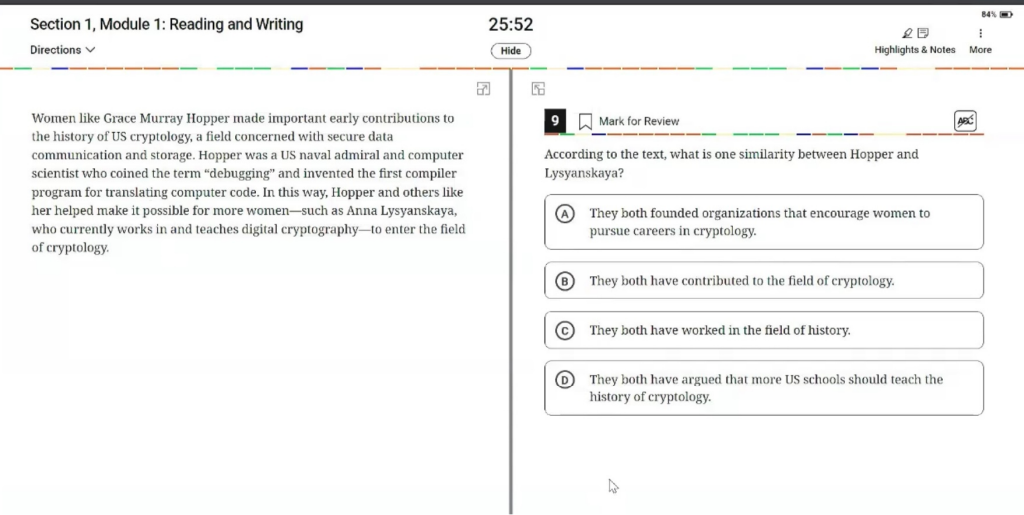 84%
Section 1, Module 1: Reading and Writing
25:52
Directions
Hide
Highlights & Notes More
Women like Grace Murray Hopper made important early contributions to
the history of US cryptology, a field concerned with secure data
communication and storage. Hopper was a US naval admiral and computer
scientist who coined the term “debugging” and invented the first compiler
program for translating computer code. In this way, Hopper and others like
her helped make it possible for more women—such as Anna Lysyanskaya,
who currently works in and teaches digital cryptography—to enter the field
of cryptology.
9 Mark for Review ABC
According to the text, what is one similarity between Hopper and
Lysyanskaya?
A They both founded organizations that encourage women to
pursue careers in cryptology.
B They both have contributed to the field of cryptology.
C They both have worked in the field of history.
D They both have argued that more US schools should teach the
history of cryptology.